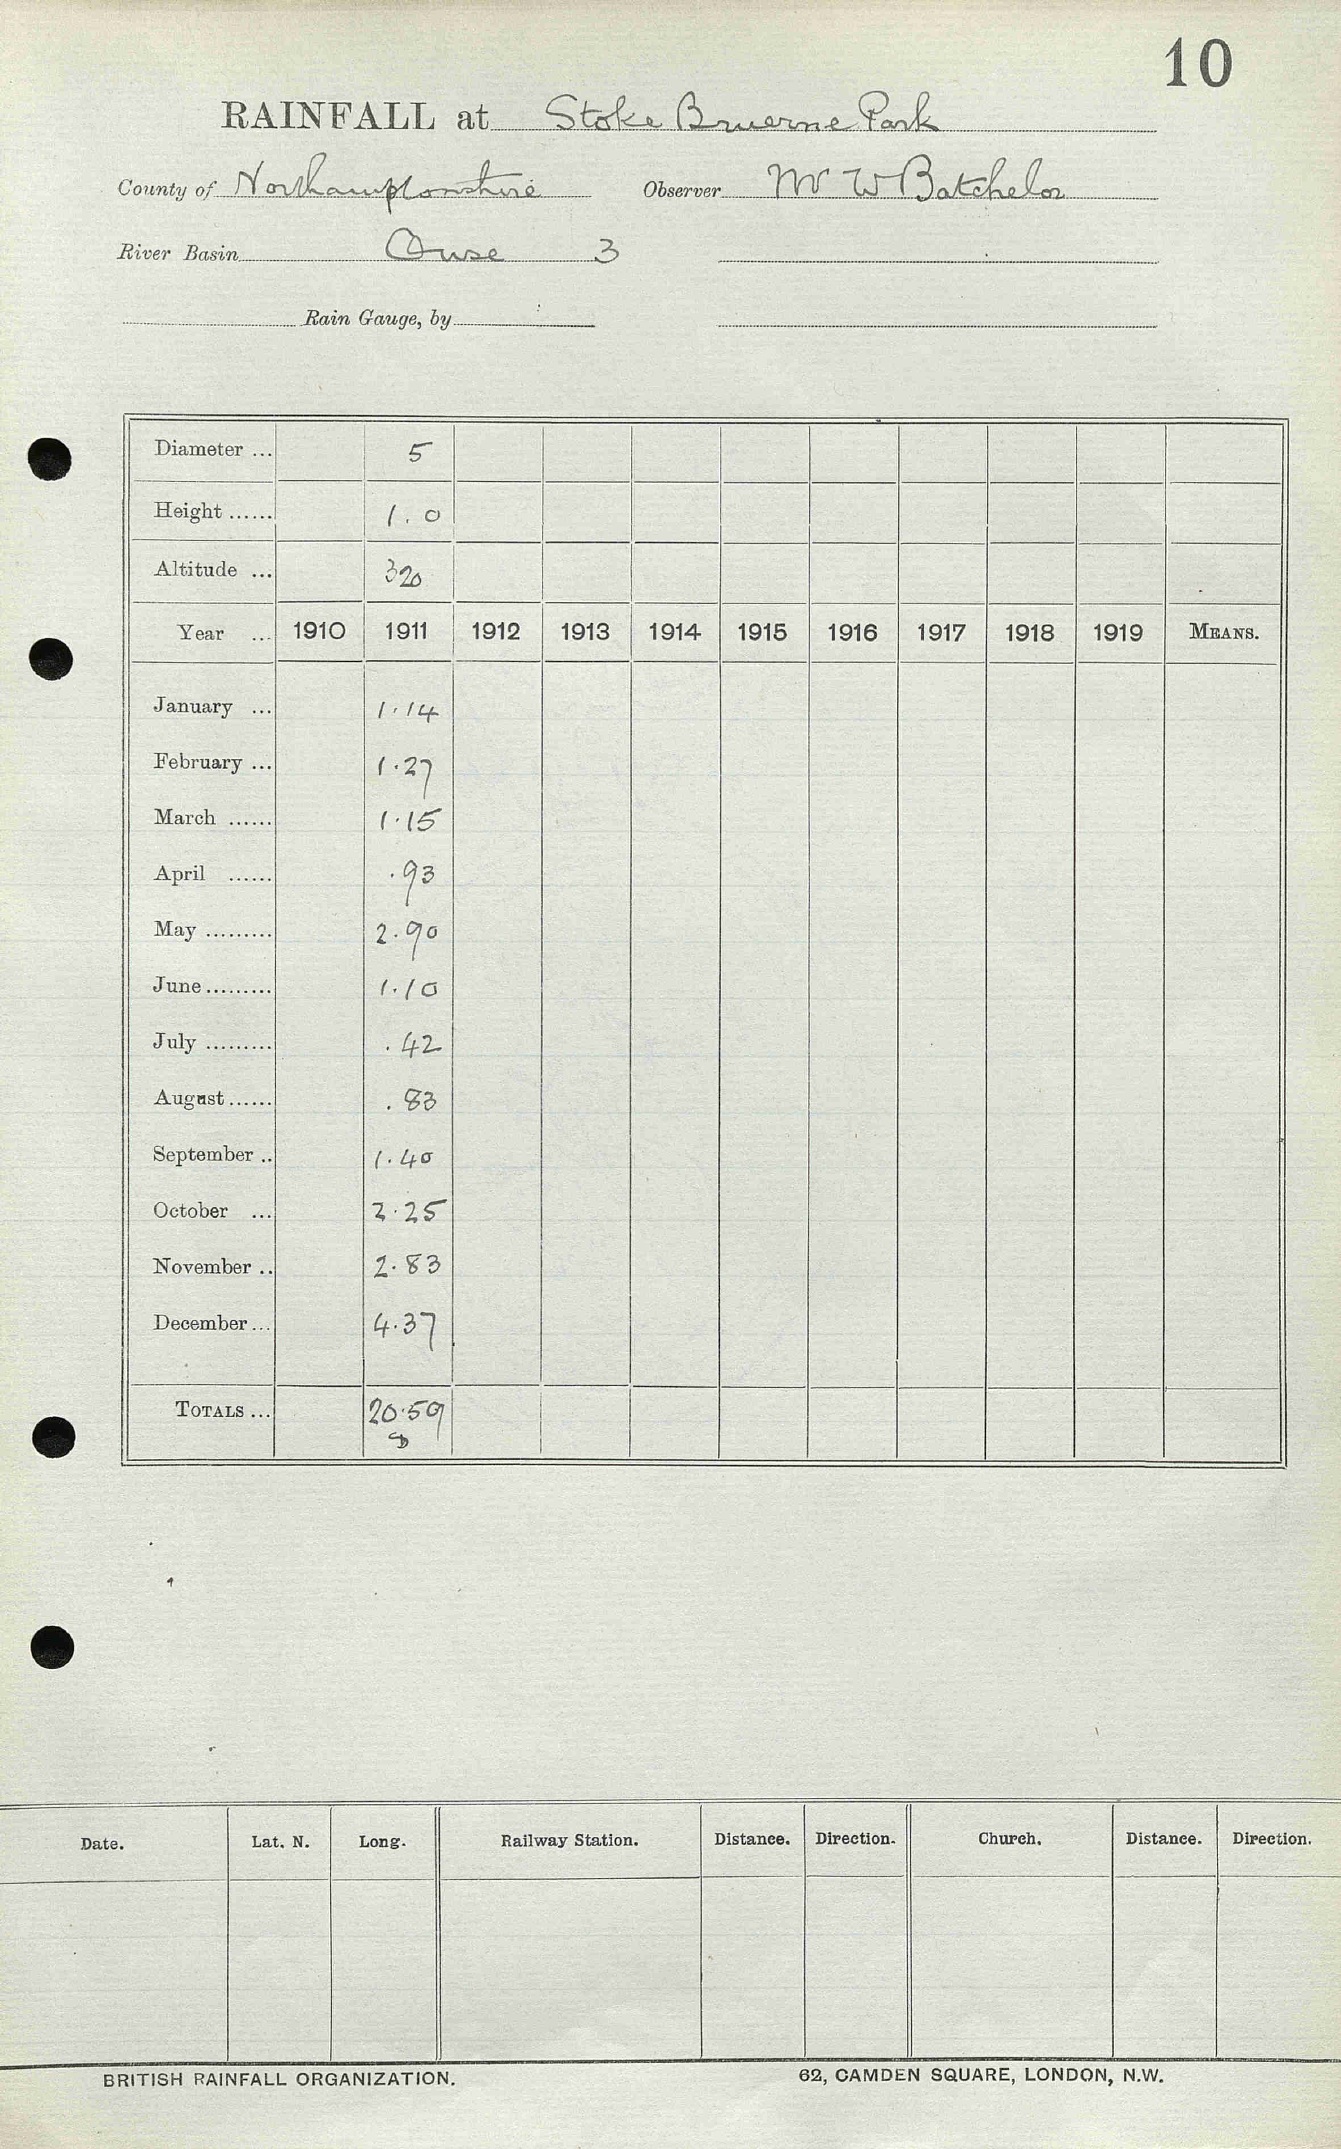 10
RAINFALL at Stoke Bruerne Park
County of Northamptonshire Observer Mr W Batchelor
River Basin Ouse 3
Rain Gauge, by
Diameter ... 5
Height ...... 1.0
Altitude ... 320
Year ... 1910 1911 1912 1913 1914 1915 1916 1917 1918 1919 MEANS.
January ... 1.14
February ... 1.27
March ...... 1.15
April ...... .93
May ......... 2.90
June ......... 1.10
July ......... .42
August ...... .83
September .. 1.40
October ... 2.25
November .. 2.83
December ... 4.37
TOTALS ... 20.59
Date. Lat. N. Long. Railway Station. Distance. Direction. Church. Distance. Direction.
BRITISH RAINFALL ORGANIZATION. 62, CAMDEN SQUARE, LONDON, N.W.